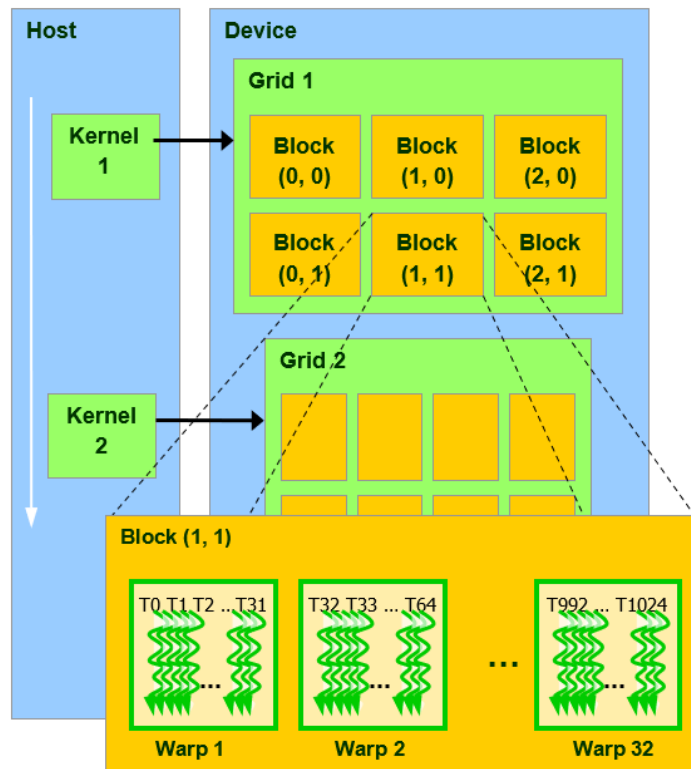 Host
Device
Grid 1
Kernel
1
Block
(0, 0)
Block
(1, 0)
Block
(2, 0)
Block
(0, 1)
Block
(1, 1)
Block
(2, 1)
Grid 2
Kernel
2
Block (1, 1)
T0 T1 T2 ... T31
T32 T33 ... T64
T992 ... T1024
...
...
...
...
Warp 1
Warp 2
Warp 32